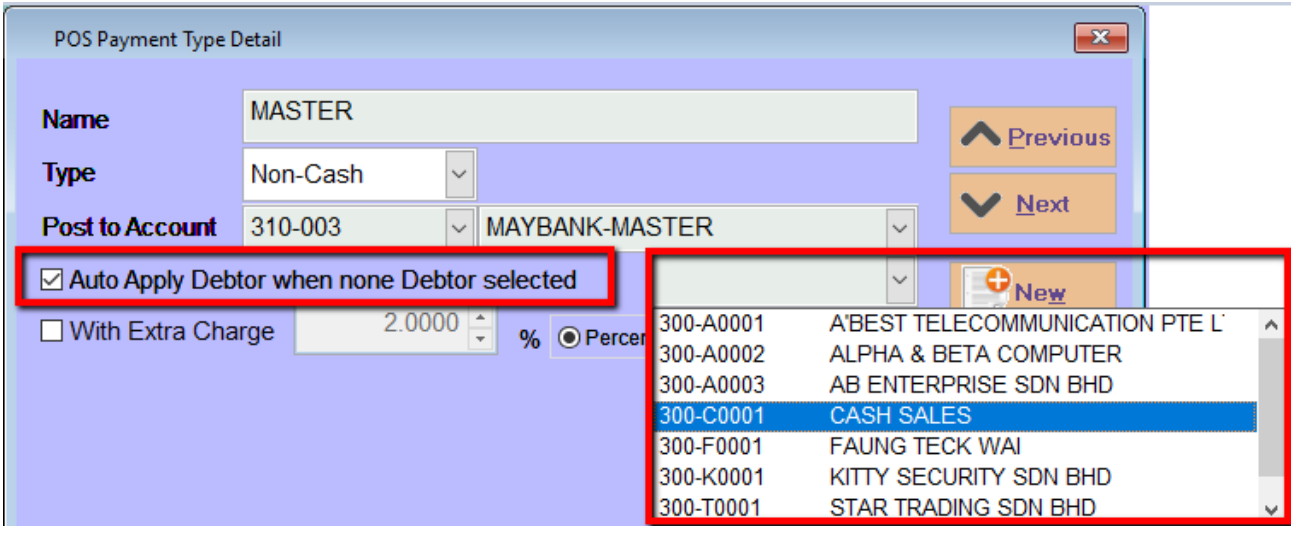 POS Payment Type Detail
Name MASTER
Previous
Type Non-Cash
Next
Post to Account 310-003 MAYBANK-MASTER
Auto Apply Debtor when none Debtor selected
New
With Extra Charge 2.0000 % Percer
300-A0001 A'BEST TELECOMMUNICATION PTE L
300-A0002 ALPHA & BETA COMPUTER
300-A0003 AB ENTERPRISE SDN BHD
300-C0001 CASH SALES
300-F0001 FAUNG TECK WAI
300-K0001 KITTY SECURITY SDN BHD
300-T0001 STAR TRADING SDN BHD